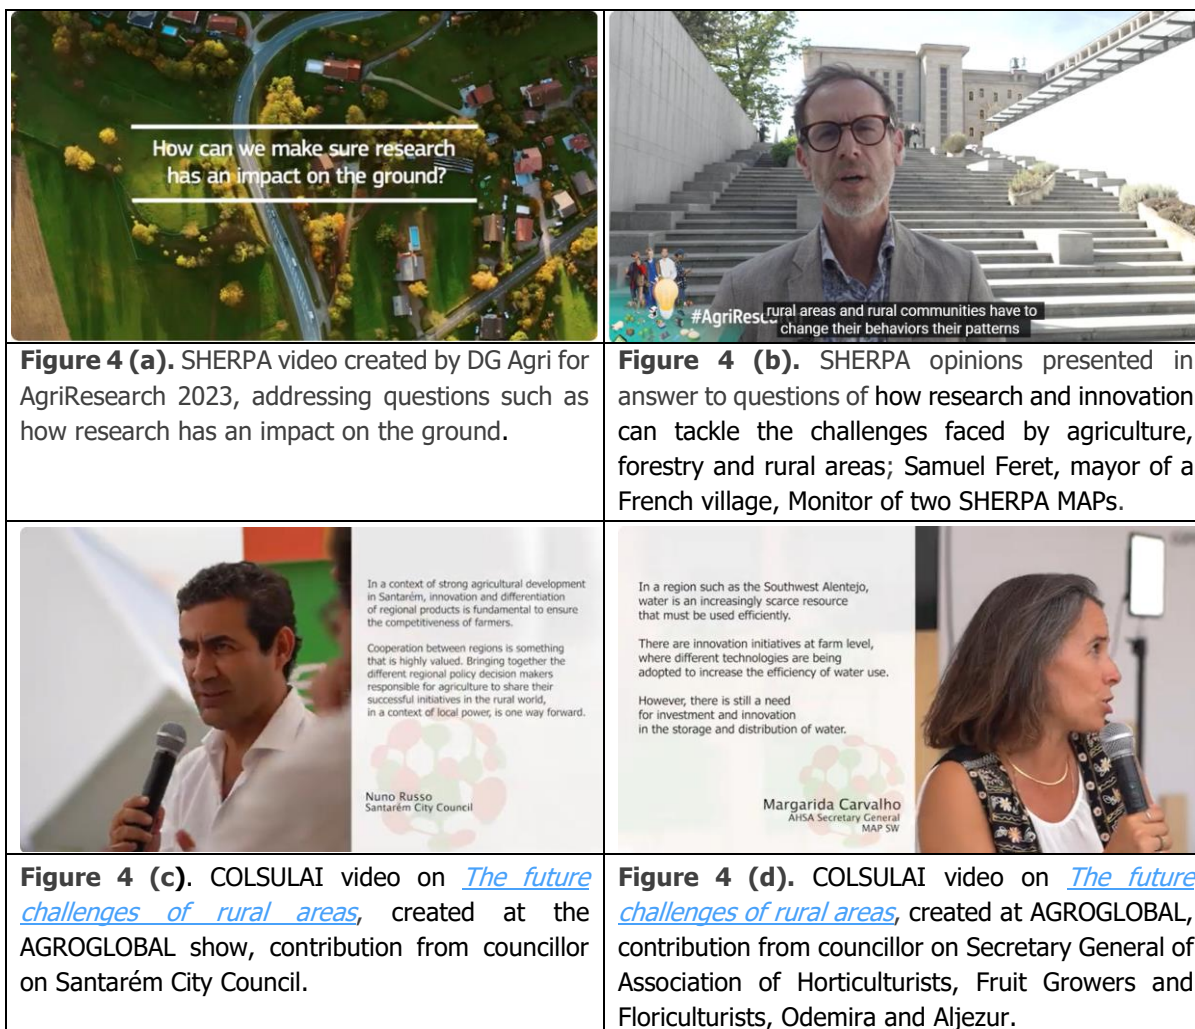 How can we make sure research
has an impact on the ground?
#AgriResea
rural areas and rural communities have to
change their behaviors their patterns
Figure 4 (a). SHERPA video created by DG Agri for
AgriResearch 2023, addressing questions such as
how research has an impact on the ground.
Figure 4 (b). SHERPA opinions presented in
answer to questions of how research and innovation
can tackle the challenges faced by agriculture,
forestry and rural areas; Samuel Feret, mayor of a
French village, Monitor of two SHERPA MAPs.
In a context of strong agricultural development
in Santarém, innovation and differentiation
of regional products is fundamental to ensure
the competitiveness of farmers.
Cooperation between regions is something
that is highly valued. Bringing together the
different regional policy decision makers
responsible for agriculture to share their
successful initiatives in the rural world,
in a context of local power, is one way forward.
Nuno Russo
Santarém City Council
In a region such as the Southwest Alentejo,
water is an increasingly scarce resource
that must be used efficiently.
There are innovation initiatives at farm level,
where different technologies are being
adopted to increase the efficiency of water use.
However, there is still a need
for investment and innovation
in the storage and distribution of water.
Margarida Carvalho
AHSA Secretary General
MAP SW
Figure 4 (c). COLSULAI video on The future
challenges of rural areas, created at the
AGROGLOBAL show, contribution from councillor
on Santarém City Council.
Figure 4 (d). COLSULAI video on The future
challenges of rural areas, created at AGROGLOBAL,
contribution from councillor on Secretary General of
Association of Horticulturists, Fruit Growers and
Floriculturists, Odemira and Aljezur.